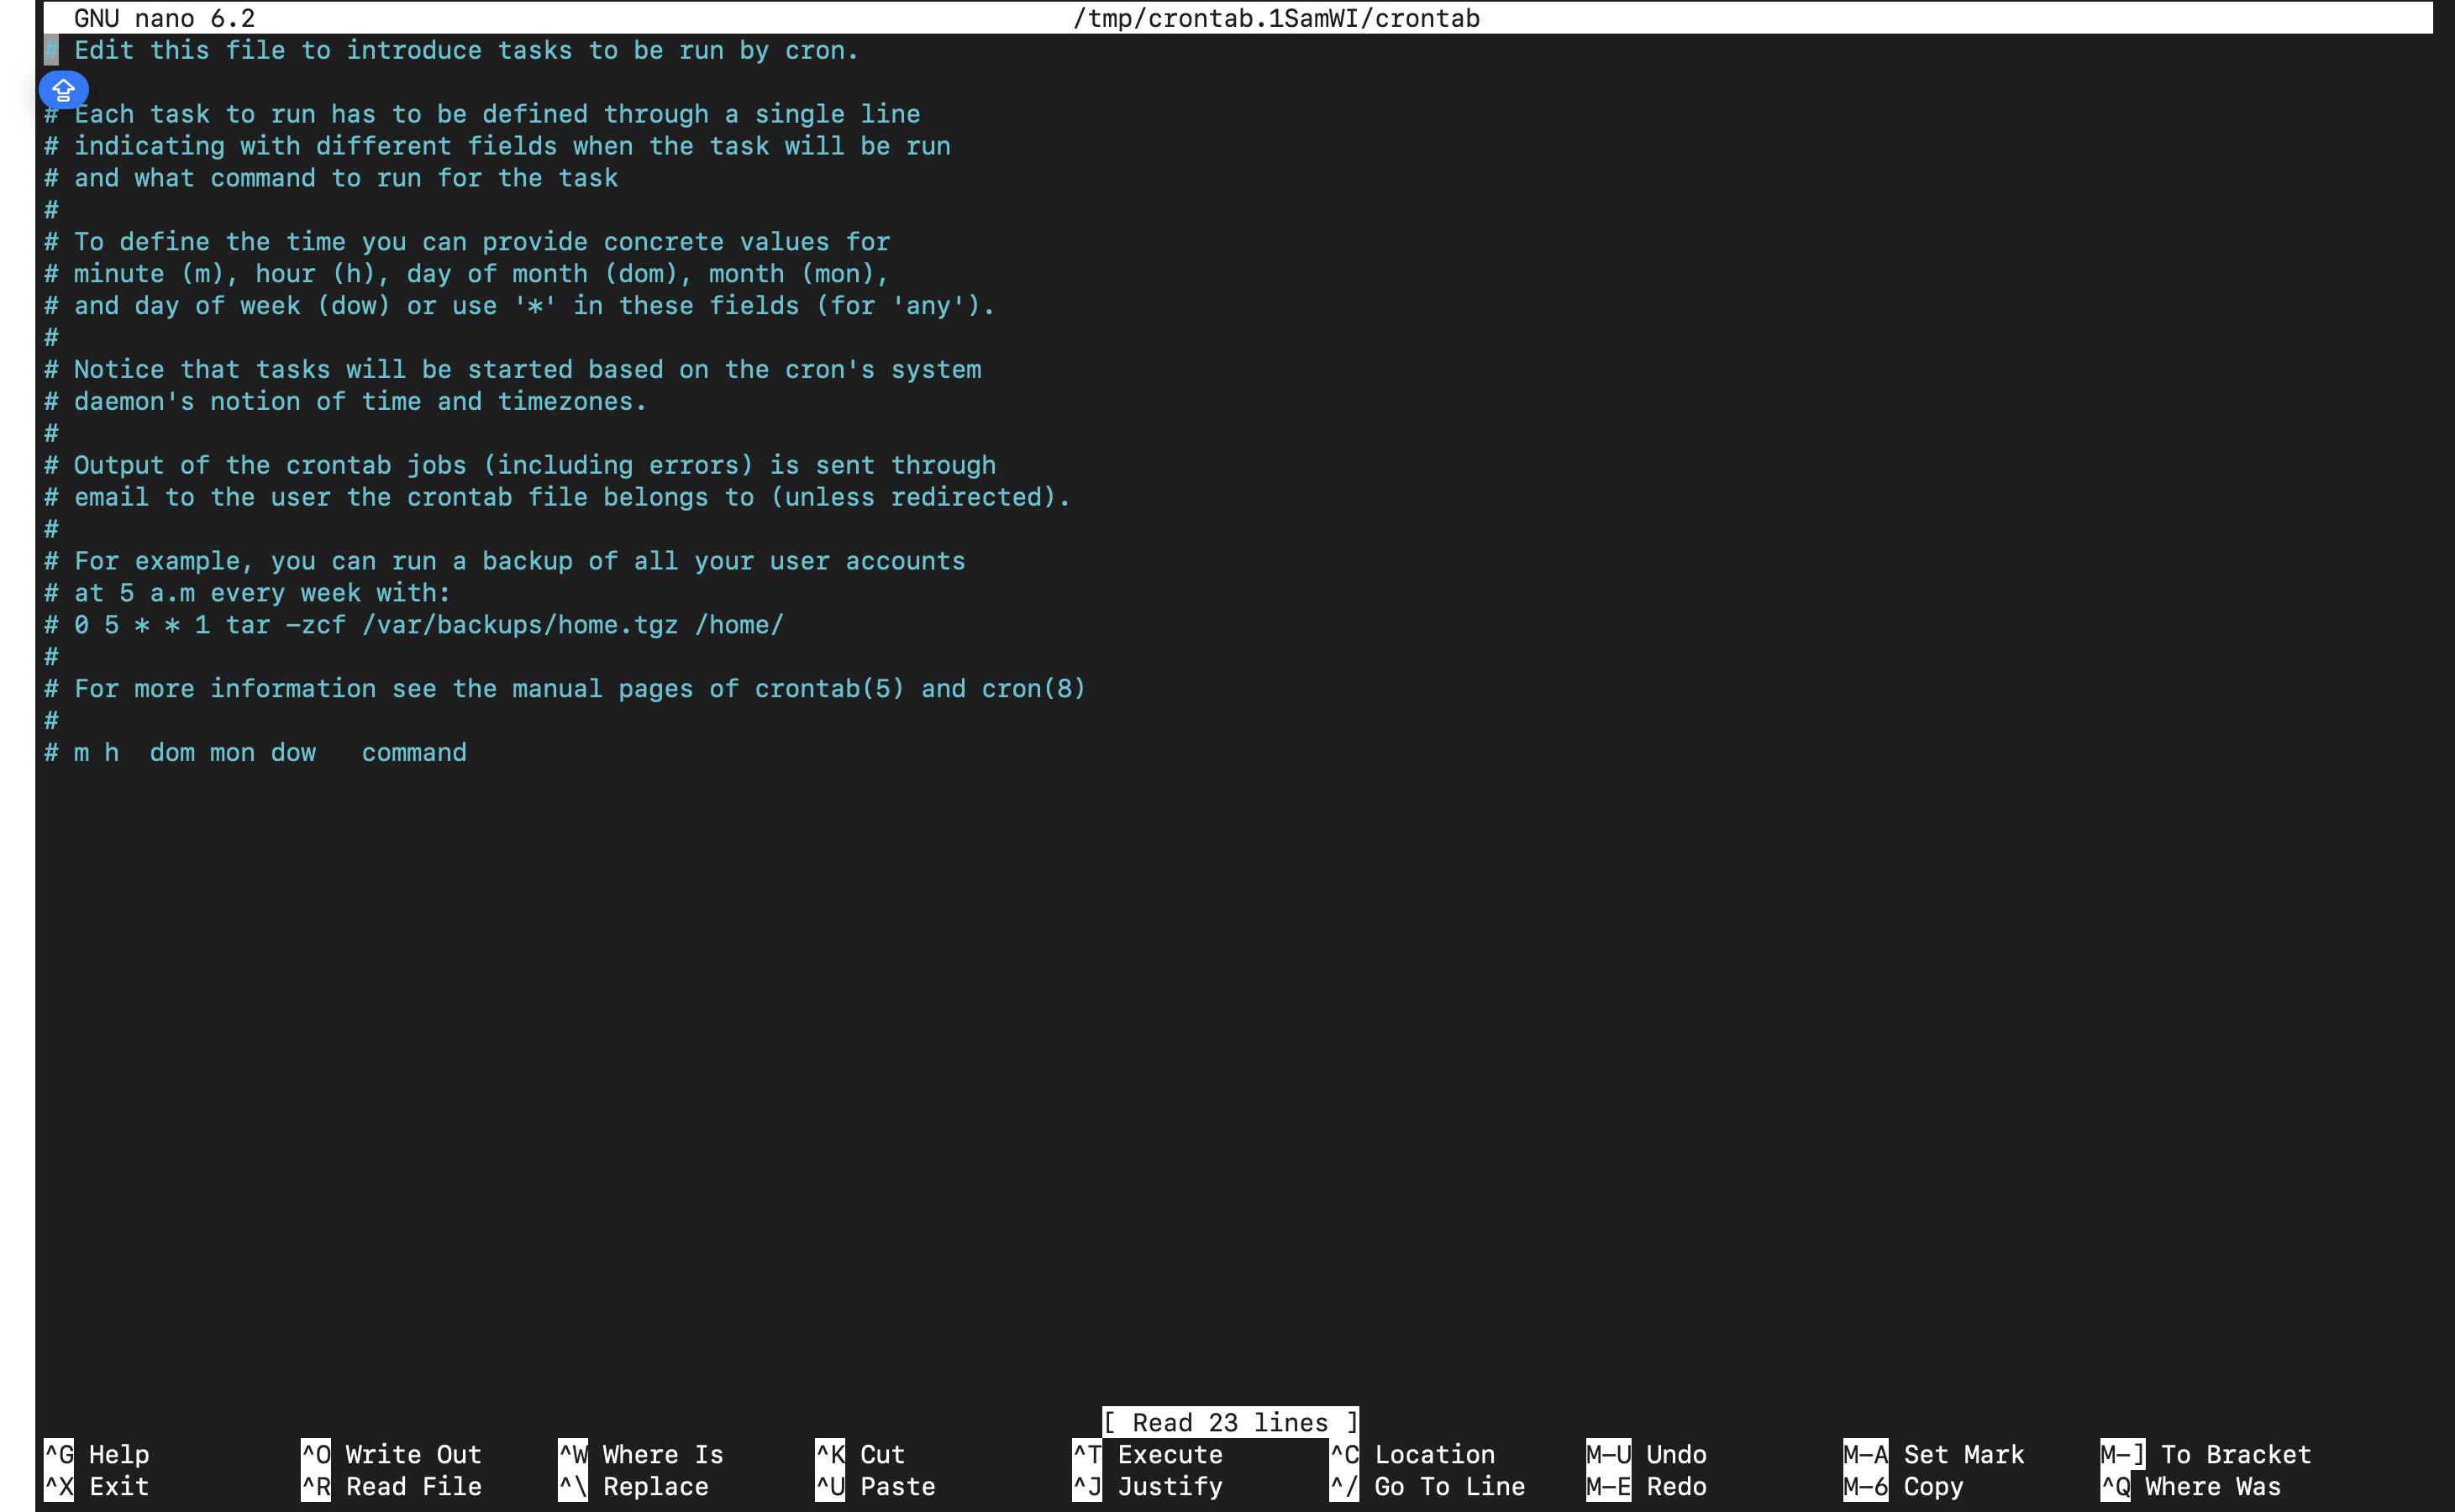 GNU nano 6.2 /tmp/crontab.1SamWI/crontab
# Edit this file to introduce tasks to be run by cron.
# Each task to run has to be defined through a single line
# indicating with different fields when the task will be run
# and what command to run for the task
#
# To define the time you can provide concrete values for
# minute (m), hour (h), day of month (dom), month (mon),
# and day of week (dow) or use '*' in these fields (for 'any').
#
# Notice that tasks will be started based on the cron's system
# daemon's notion of time and timezones.
#
# Output of the crontab jobs (including errors) is sent through
# email to the user the crontab file belongs to (unless redirected).
#
# For example, you can run a backup of all your user accounts
# at 5 a.m every week with:
# 0 5 * * 1 tar -zcf /var/backups/home.tgz /home/
#
# For more information see the manual pages of crontab(5) and cron(8)
#
# m h  dom mon dow   command
[ Read 23 lines ]
^G Help ^O Write Out ^W Where Is ^K Cut ^T Execute ^C Location M-U Undo M-A Set Mark M-] To Bracket
^X Exit ^R Read File ^\ Replace ^U Paste ^J Justify ^/ Go To Line M-E Redo M-6 Copy ^Q Where Was